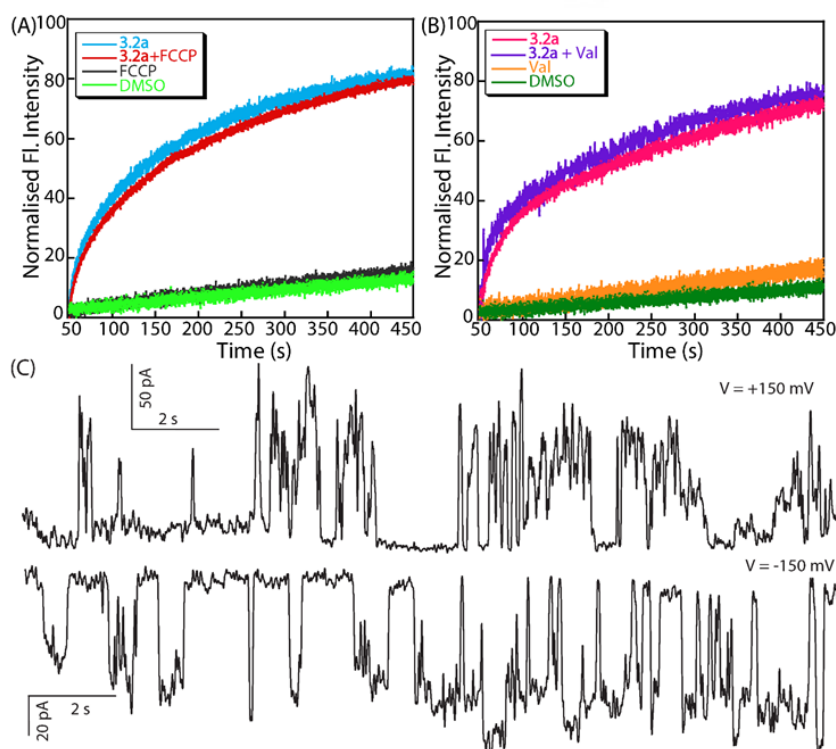 (A)
100
80
60
40
20
0
Normalised Fl. Intensity
3.2a
3.2a+FCCP
FCCP
DMSO
50 100 150 200 250 300 350 400 450
Time (s)
(B)
100
80
60
40
20
0
Normalised Fl. Intensity
3.2a
3.2a + Val
Val
DMSO
50 100 150 200 250 300 350 400 450
Time (s)
(C)
50 pA
2 s
V = +150 mV
V = -150 mV
20 pA
2 s